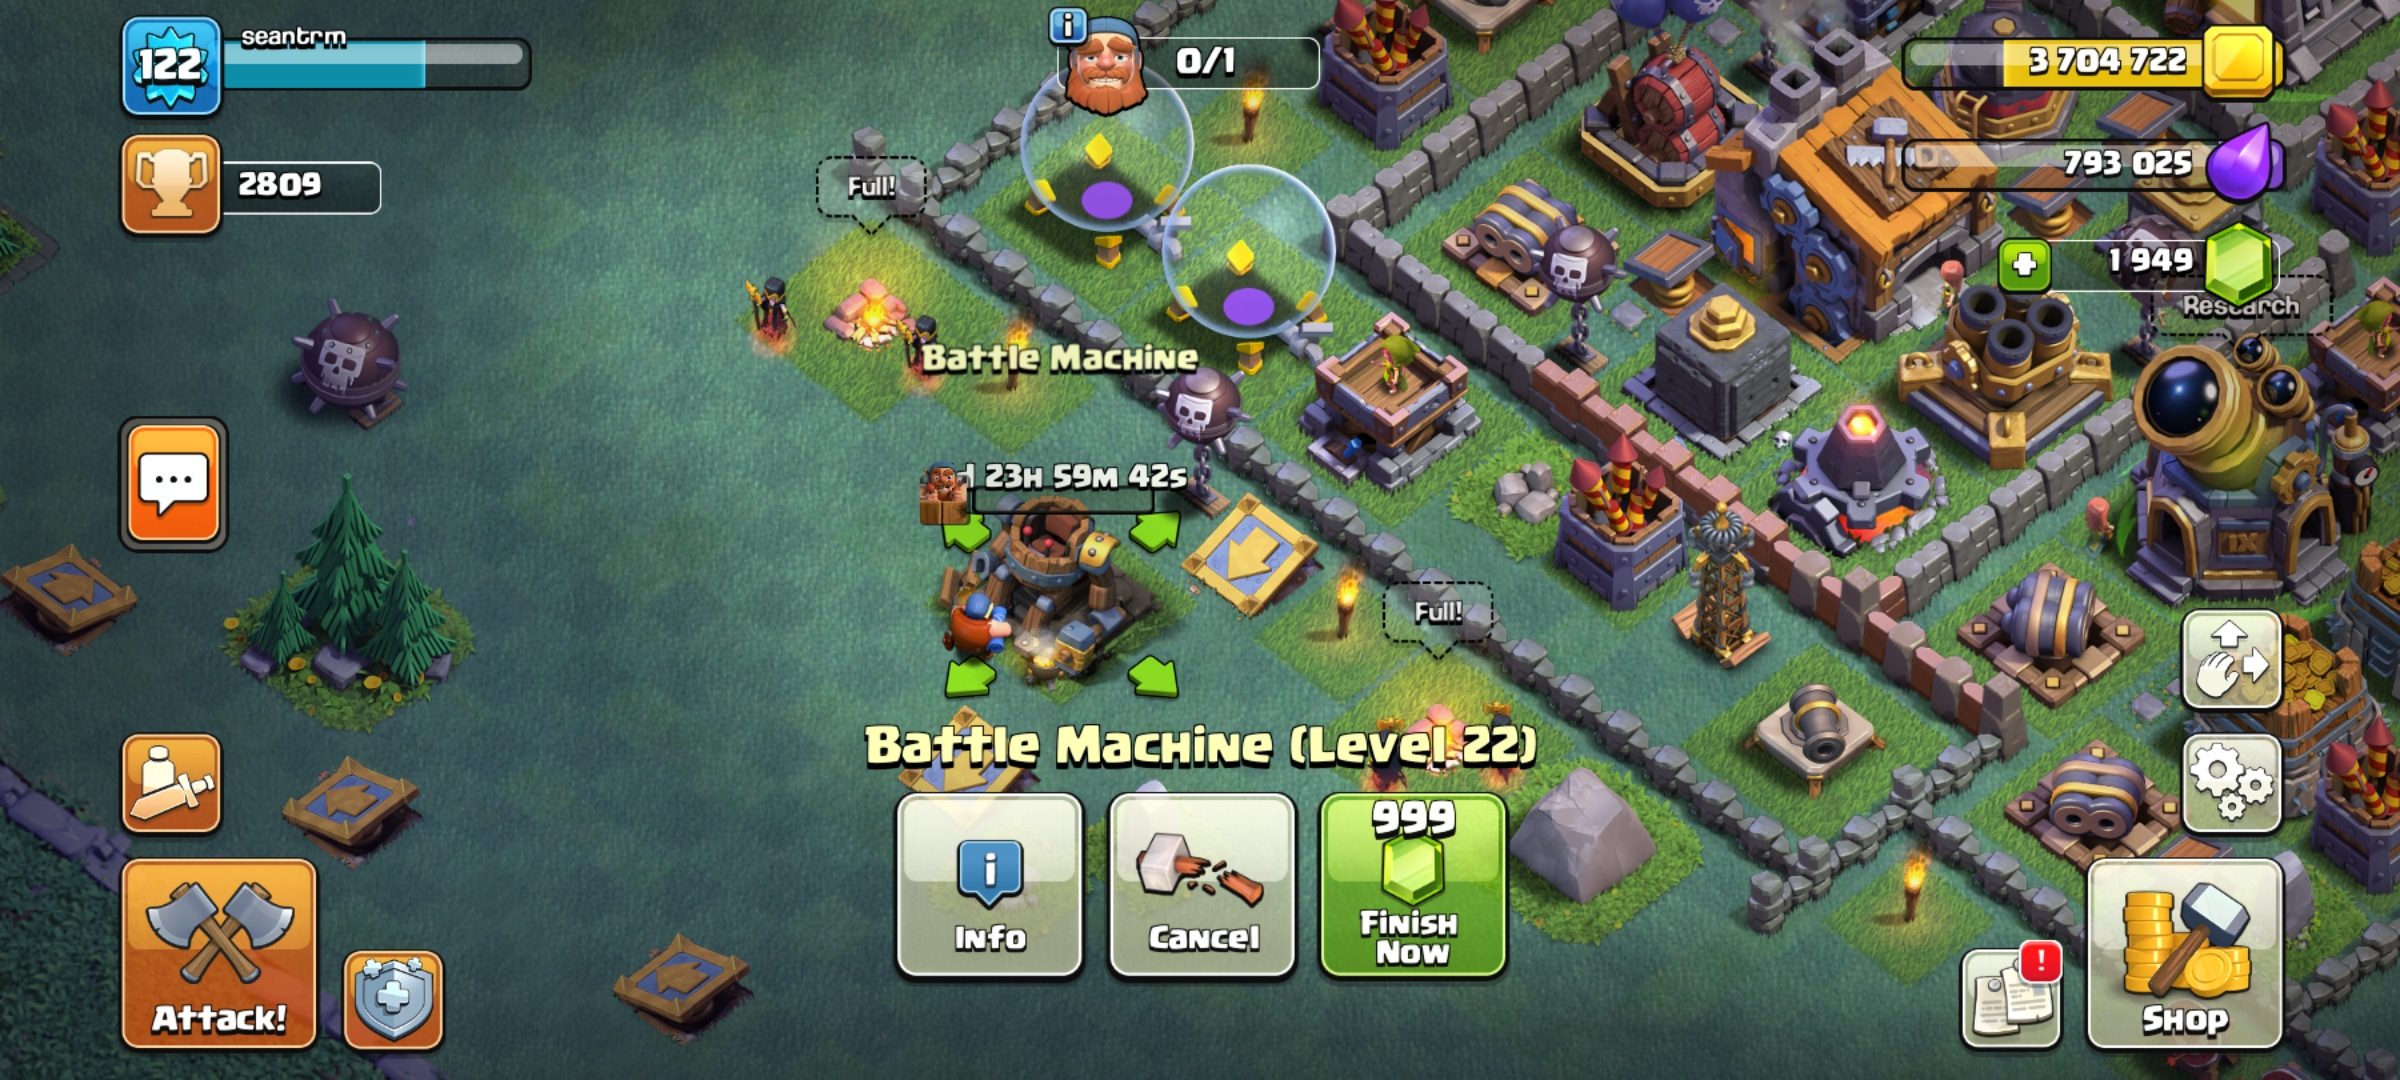 seantrm
122
0/1
3 704 722
2809
Full!
793 025
1 949
Research
Battle Machine
23H 59M 42s
IX
Full!
Battle Machine (Level 22)
999
Info
Cancel
Finish
Now
!
Attack!
Shop